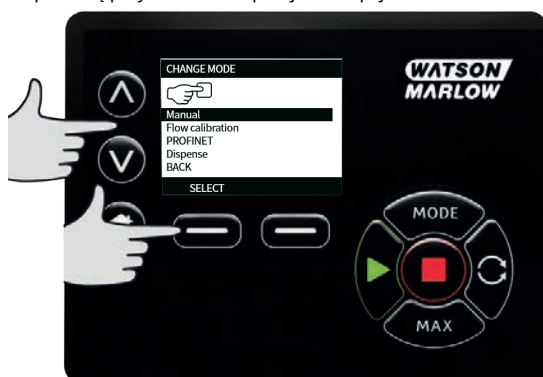 CHANGE MODE
Manual
Flow calibration
PROFINET
Dispense
BACK
SELECT
WATSON
MARLOW
MODE
MAX